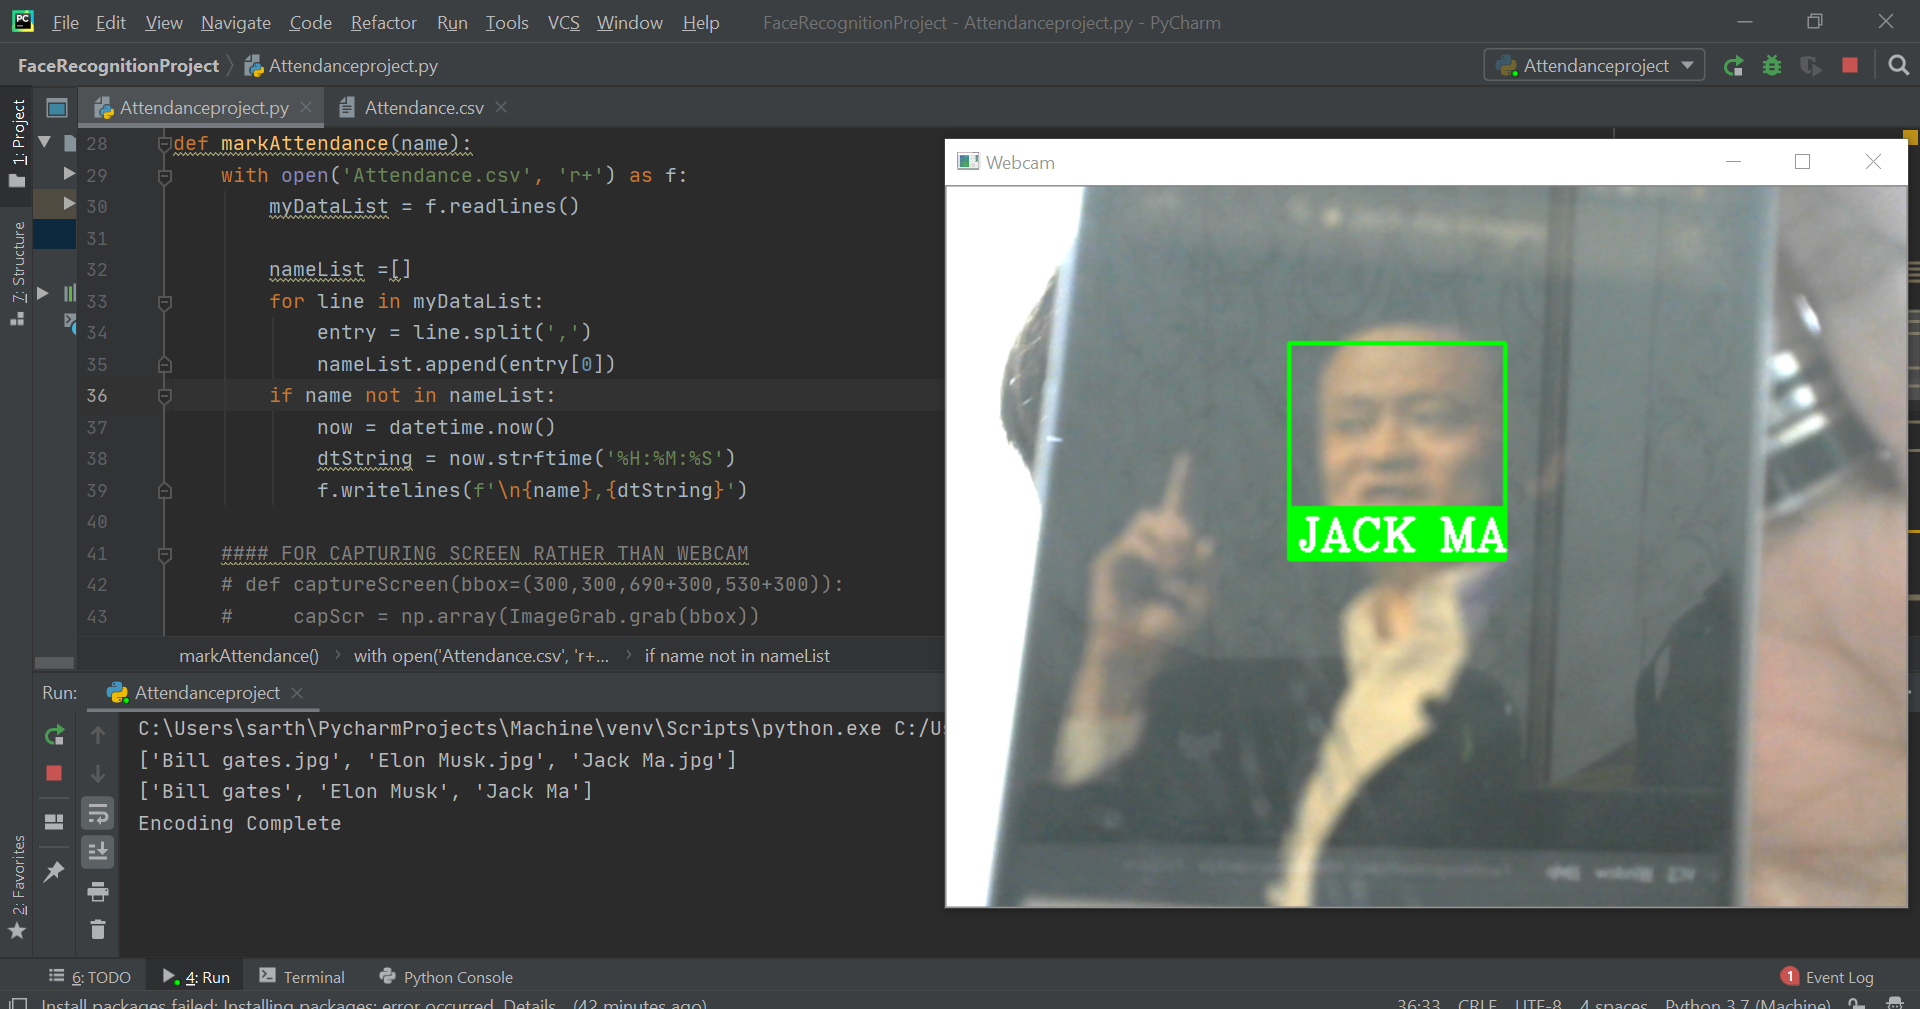 File Edit View Navigate Code Refactor Run Tools VCS Window Help FaceRecognitionProject - Attendanceproject.py - PyCharm
FaceRecognitionProject Attendanceproject.py Attendanceproject
1: Project
7: Structure
2: Favorites
Attendanceproject.py Attendance.csv
28 def markAttendance(name):
29 with open('Attendance.csv', 'r+') as f:
30 myDataList = f.readlines()
31
32 nameList =[]
33 for line in myDataList:
34 entry = line.split(',')
35 nameList.append(entry[0])
36 if name not in nameList:
37 now = datetime.now()
38 dtString = now.strftime('%H:%M:%S')
39 f.writelines(f'\n{name},{dtString}')
40
41 #### FOR CAPTURING SCREEN RATHER THAN WEBCAM
42 # def captureScreen(bbox=(300,300,690+300,530+300)):
43 # capScr = np.array(ImageGrab.grab(bbox))
markAttendance() with open('Attendance.csv', 'r+... if name not in nameList
Webcam
JACK MA
Run: Attendanceproject
C:\Users\sarth\PycharmProjects\Machine\venv\Scripts\python.exe C:/U
['Bill gates.jpg', 'Elon Musk.jpg', 'Jack Ma.jpg']
['Bill gates', 'Elon Musk', 'Jack Ma']
Encoding Complete
6: TODO 4: Run Terminal Python Console 1 Event Log
Install packages failed: Installing packages: error occurred. Details... (42 minutes ago) 36:33 CRLF UTF-8 4 spaces Python 3.7 (Machine)